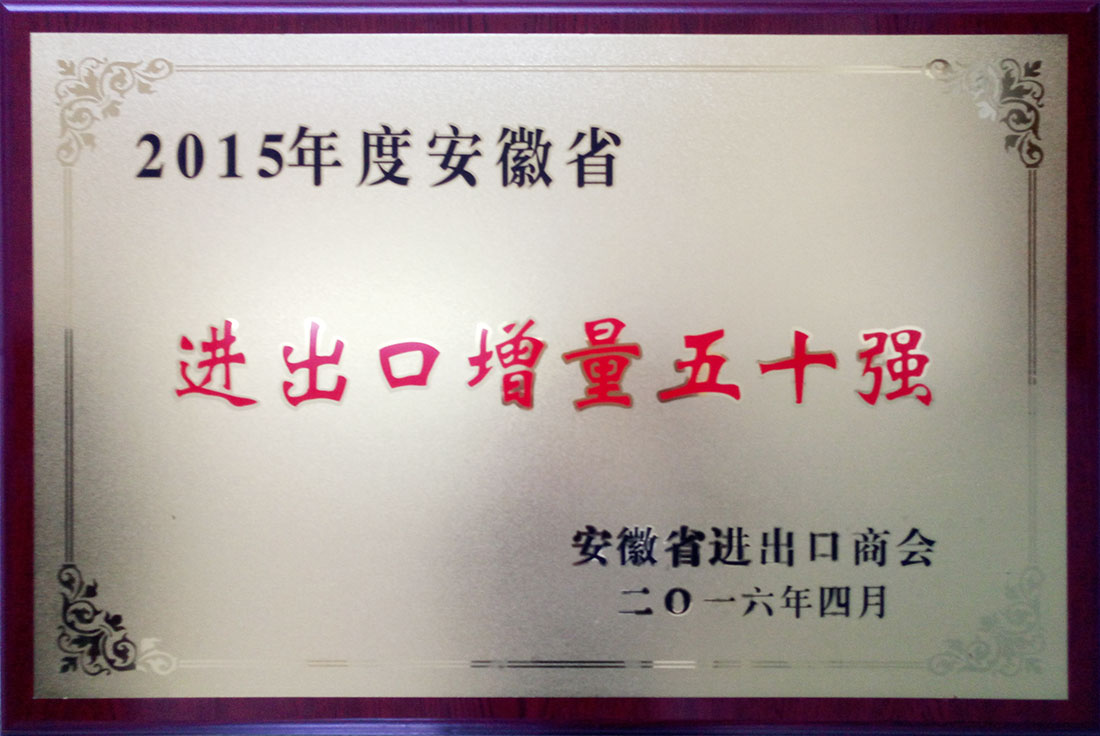 2015年度安徽省
进出口增量五十强
安徽省进出口商会
二O一六年四月